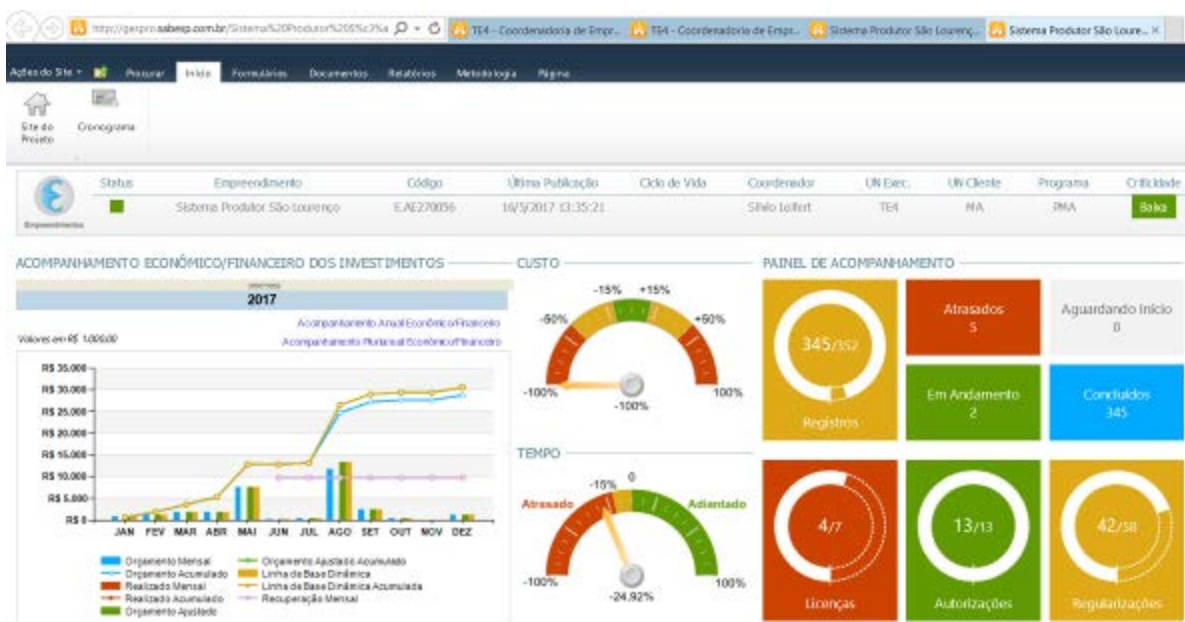 http://gespro.sabesp.com.br/Sistema%20Produtor%20S%c3%a
TE4 - Coordenadoria de Empr...
TE4 - Coordenadoria de Empr...
Sistema Produtor São Lourenç...
Sistema Produtor São Loure...
Ações do Site
Procurar
Início
Formulários
Documentos
Relatórios
Metodologia
Página
Site do Projeto
Cronograma
Status
Empreendimento
Código
Última Publicação
Ciclo de Vida
Coordenador
UN Exec.
UN Cliente
Programa
Criticidade
Sistema Produtor São Lourenço
16/5/2017 13:35:21
Silvio Leifert
TE4
MA
PMA
Baixa
Empreendimentos
ACOMPANHAMENTO ECONÔMICO/FINANCEIRO DOS INVESTIMENTOS
2017
Acompanhamento Anual Econômico/Financeiro
Valores em R$ 1.000,00
Acompanhamento Plurianual Econômico/Financeiro
R$ 35.000
R$ 30.000
R$ 25.000
R$ 20.000
R$ 15.000
R$ 10.000
R$ 5.000
R$ 0
JAN FEV MAR ABR MAI JUN JUL AGO SET OUT NOV DEZ
Orçamento Mensal
Orçamento Acumulado
Realizado Mensal
Realizado Acumulado
Orçamento Ajustado
Orçamento Ajustado Acumulado
Linha de Base Dinâmica
Linha de Base Dinâmica Acumulada
Recuperação Mensal
CUSTO
-15% +15%
-50% +50%
-100% 100%
-100%
TEMPO
-15% 0
Atrasado Adiantado
-100% 100%
-24.92%
PAINEL DE ACOMPANHAMENTO
345/352
Registros
Atrasados
5
Aguardando Início
0
Em Andamento
2
Concluídos
345
4/7
Licenças
13/13
Autorizações
42/58
Regularizações